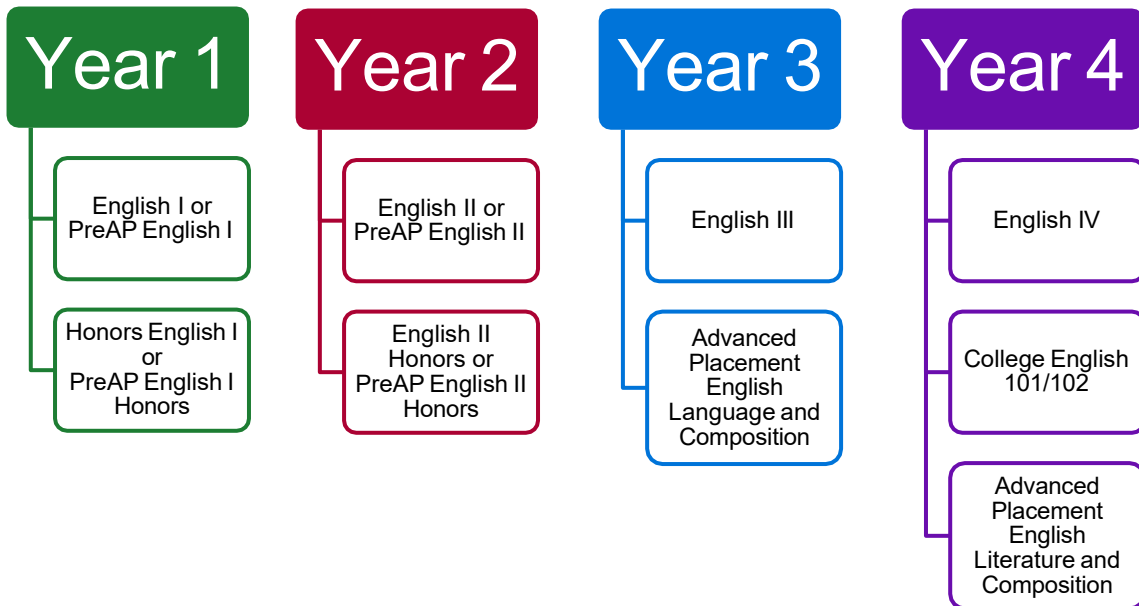 Year 1
English I or
PreAP English I
Honors English I
or
PreAP English I
Honors
Year 2
English II or
PreAP English II
English II
Honors or
PreAP English II
Honors
Year 3
English III
Advanced
Placement
English
Language and
Composition
Year 4
English IV
College English
101/102
Advanced
Placement
English
Literature and
Composition